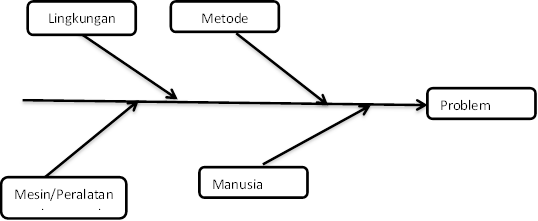 Lingkungan
Metode
Problem
Manusia
Mesin/Peralatan